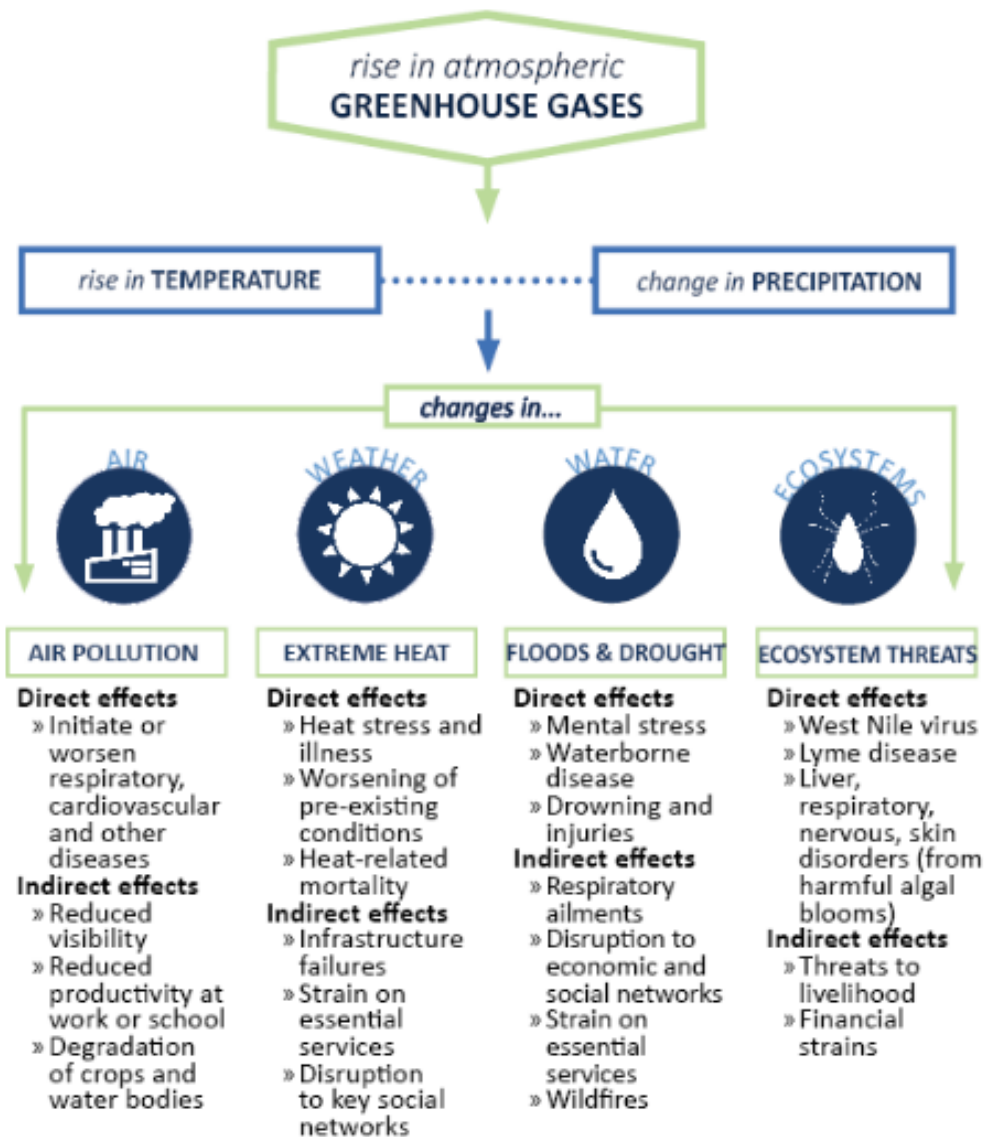 rise in atmospheric
GREENHOUSE GASES
rise in TEMPERATURE
change in PRECIPITATION
changes in...
AIR
WEATHER
WATER
ECOSYSTEMS
AIR POLLUTION
Direct effects
» Initiate or
worsen
respiratory,
cardiovascular
and other
diseases
Indirect effects
» Reduced
visibility
» Reduced
productivity at
work or school
» Degradation
of crops and
water bodies
EXTREME HEAT
Direct effects
» Heat stress and
illness
» Worsening of
pre-existing
conditions
» Heat-related
mortality
Indirect effects
» Infrastructure
failures
» Strain on
essential
services
» Disruption
to key social
networks
FLOODS & DROUGHT
Direct effects
» Mental stress
» Waterborne
disease
» Drowning and
injuries
Indirect effects
» Respiratory
ailments
» Disruption to
economic and
social networks
» Strain on
essential
services
» Wildfires
ECOSYSTEM THREATS
Direct effects
» West Nile virus
» Lyme disease
» Liver,
respiratory,
nervous, skin
disorders (from
harmful algal
blooms)
Indirect effects
» Threats to
livelihood
» Financial
strains